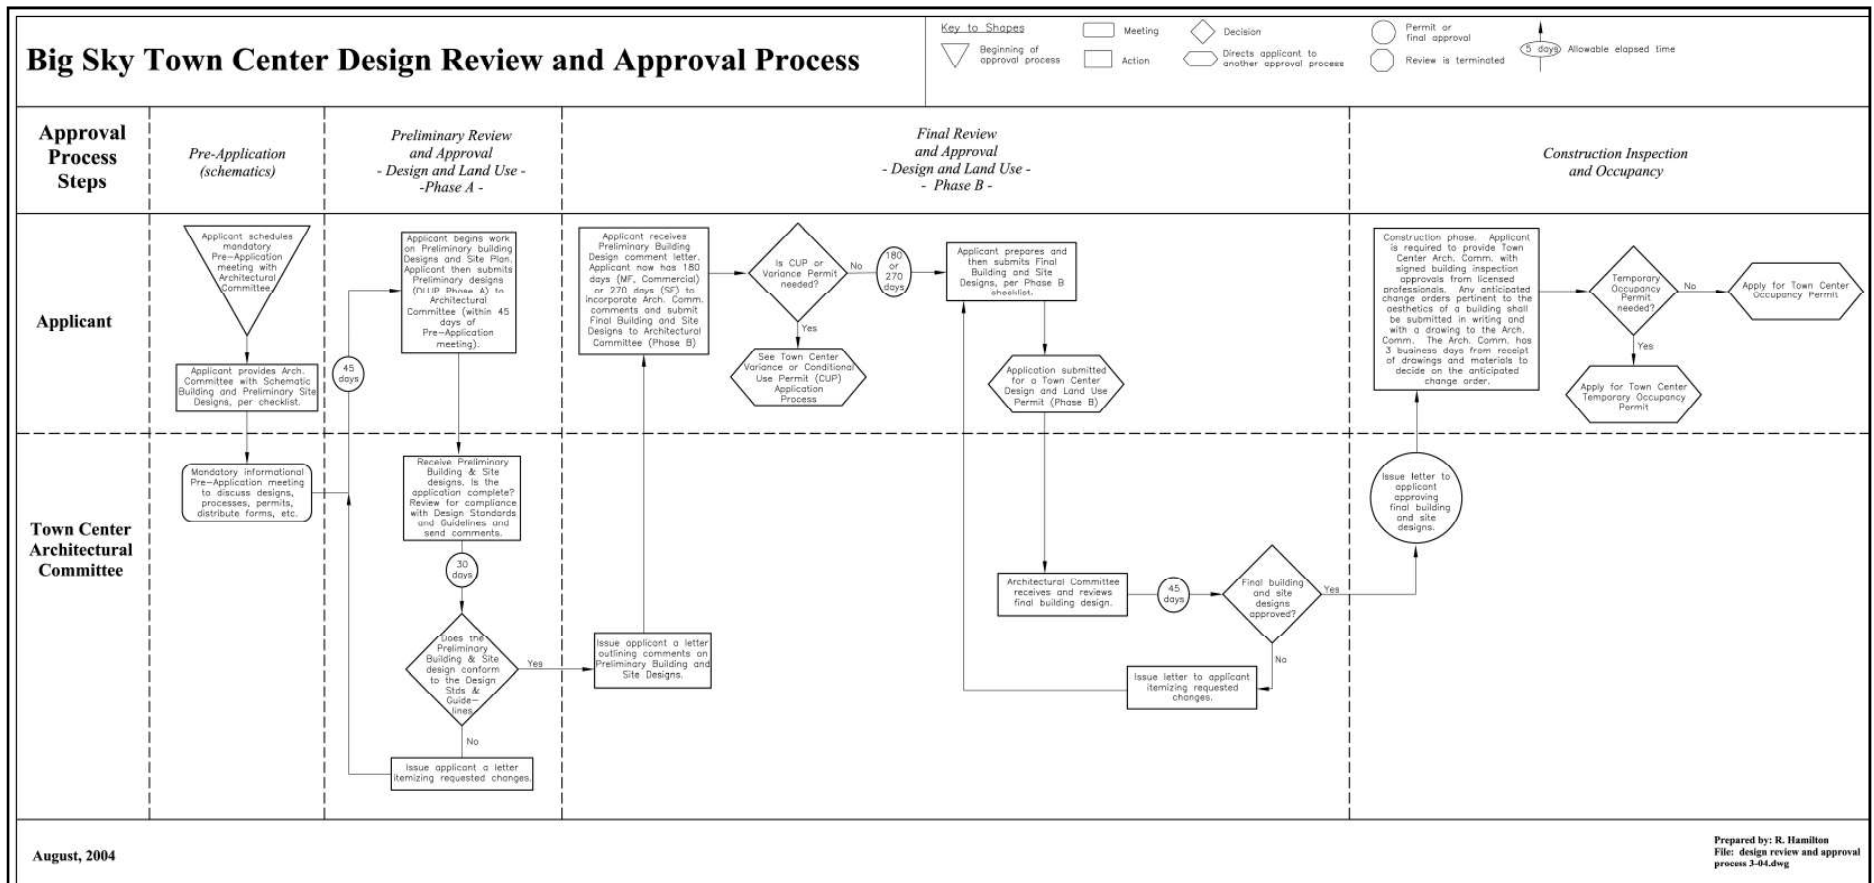 Big Sky Town Center Design Review and Approval Process
Key to Shapes
Beginning of
approval process
Meeting
Action
Decision
Directs applicant to
another approval process
Permit or
final approval
Review is terminated
5 days
Allowable elapsed time
Approval
Process
Steps
Pre-Application
(schematics)
Preliminary Review
and Approval
- Design and Land Use -
-Phase A -
Final Review
and Approval
- Design and Land Use -
- Phase B -
Construction Inspection
and Occupancy
Applicant
Applicant schedules
mandatory
Pre-Application
meeting with
Architectural
Committee.
Applicant provides Arch.
Committee with Schematic
Building and Preliminary Site
Designs, per checklist.
45
days
Applicant begins work
on Preliminary building
Designs and Site Plan.
Applicant then submits
Preliminary designs
(DLUP Phase A) to
Architectural
Committee (within 45
days of
Pre-Application
meeting).
Applicant receives
Preliminary Building
Design comment letter.
Applicant now has 180
days (MF, Commercial)
or 270 days (SF) to
incorporate Arch. Comm.
comments and submit
Final Building and Site
Designs to Architectural
Committee (Phase B)
Is CUP or
Variance Permit
needed?
No
Yes
See Town Center
Variance or Conditional
Use Permit (CUP)
Application
Process
180
or
270
days
Applicant prepares and
then submits Final
Building and Site
Designs, per Phase B
checklist.
Application submitted
for a Town Center
Design and Land Use
Permit (Phase B)
Construction phase. Applicant
is required to provide Town
Center Arch. Comm. with
signed building inspection
approvals from licensed
professionals. Any anticipated
change orders pertinent to the
aesthetics of a building shall
be submitted in writing and
with a drawing to the Arch.
Comm. The Arch. Comm. has
3 business days from receipt
of drawings and materials to
decide on the anticipated
change order.
Temporary
Occupancy
Permit
needed?
No
Yes
Apply for Town Center
Occupancy Permit
Apply for Town Center
Temporary Occupancy
Permit
Town Center
Architectural
Committee
Mandatory informational
Pre-Application meeting
to discuss designs,
processes, permits,
distribute forms, etc.
Receive Preliminary
Building & Site
designs. Is the
application complete?
Review for compliance
with Design Standards
and Guidelines and
send comments.
30
days
Does the
Preliminary
Building & Site
design conform
to the Design
Stds &
Guide-
lines
Yes
No
Issue applicant a letter
itemizing requested changes.
Issue applicant a letter
outlining comments on
Preliminary Building and
Site Designs.
Architectural Committee
receives and reviews
final building design.
45
days
Final building
and site
designs
approved?
Yes
No
Issue letter to applicant
itemizing requested
changes.
Issue letter to
applicant
approving
final building
and site
designs.
August, 2004
Prepared by: R. Hamilton
File: design review and approval
process 3-04.dwg